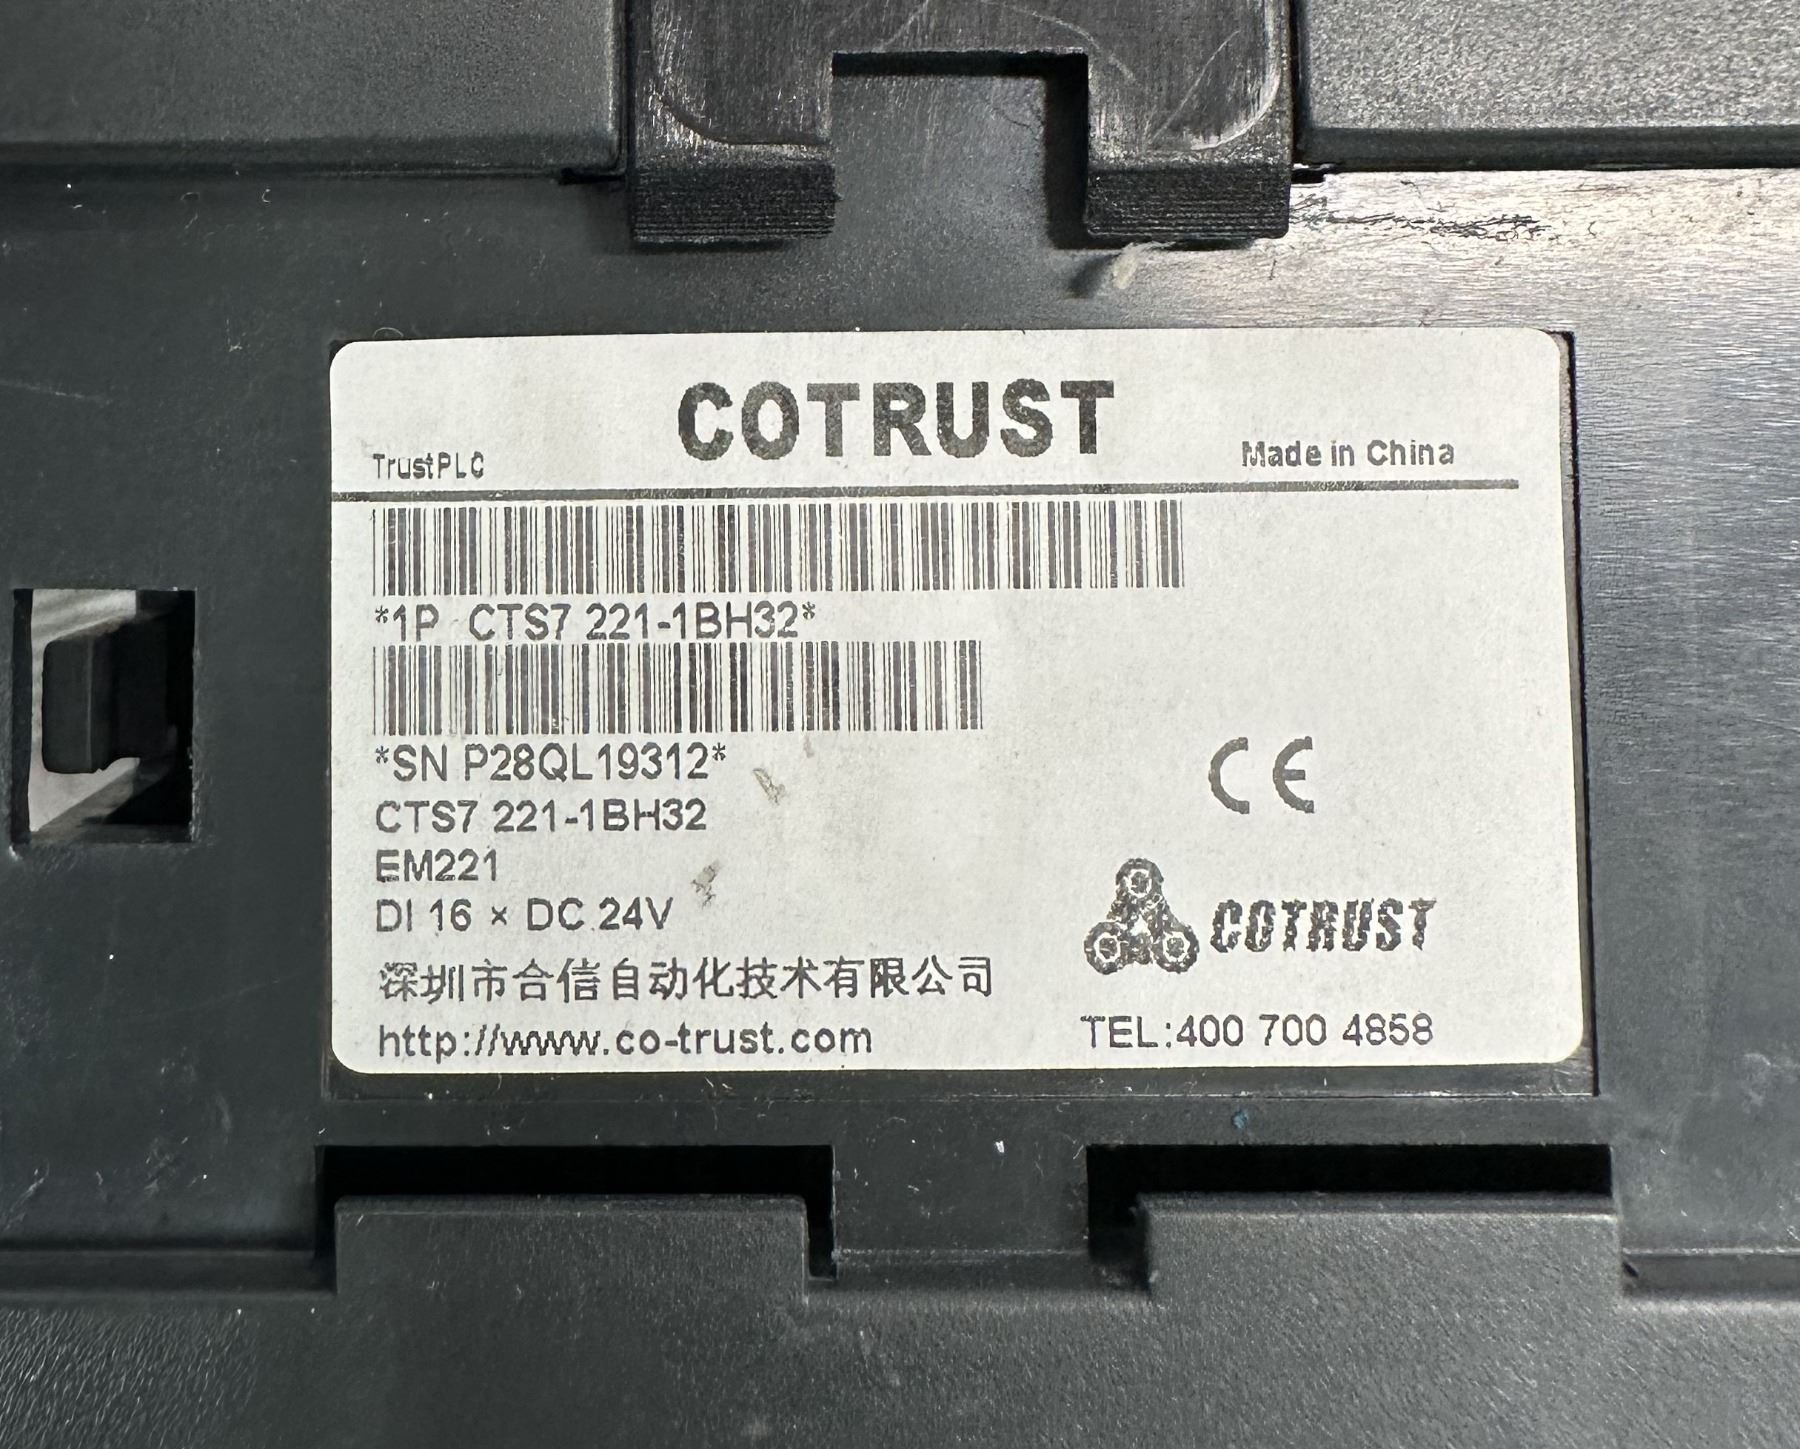 COTRUST
TrustPLC
Made in China
*1P CTS7 221-1BH32*
*SN P28QL19312*
CTS7 221-1BH32
EM221
DI 16 × DC 24V
CE
COTRUST
深圳市合信自动化技术有限公司
http://www.co-trust.com
TEL:400 700 4858